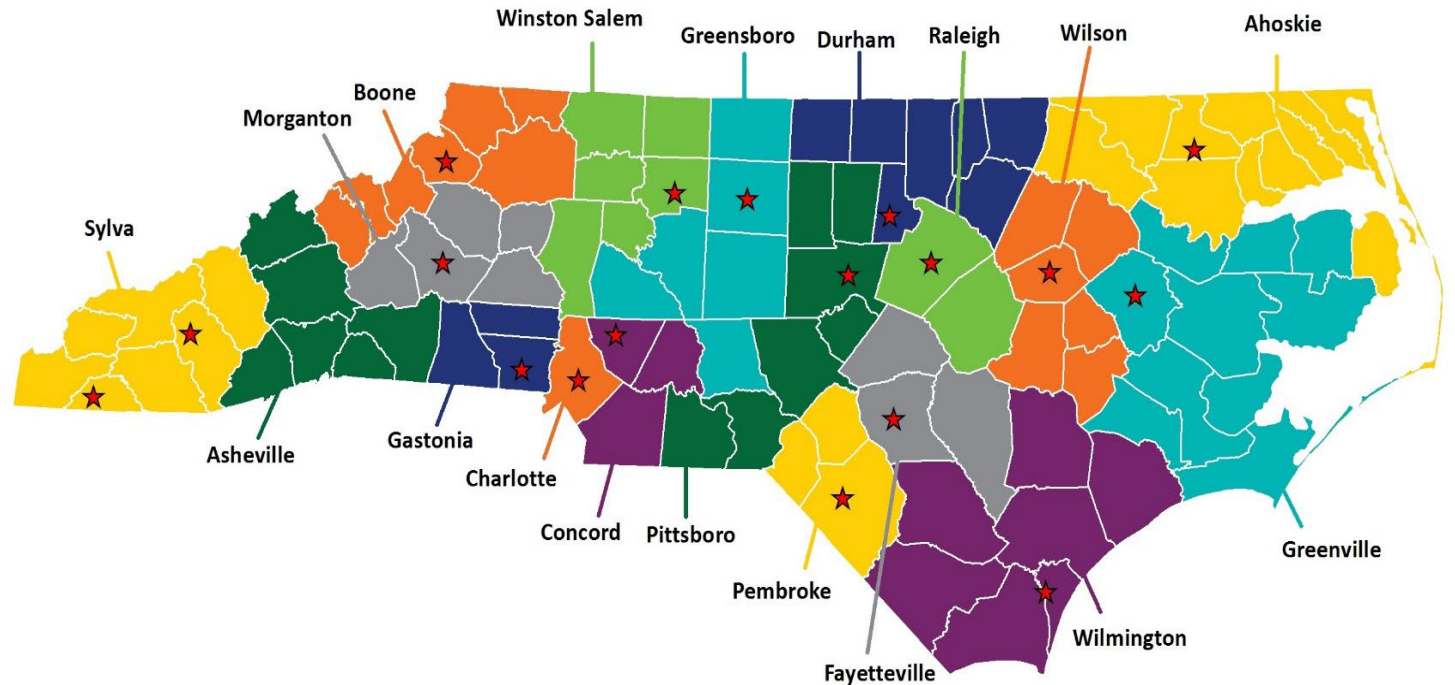 Winston Salem
Greensboro
Durham
Raleigh
Wilson
Ahoskie
Boone
Morganton
Sylva
Asheville
Gastonia
Charlotte
Concord
Pittsboro
Pembroke
Fayetteville
Wilmington
Greenville